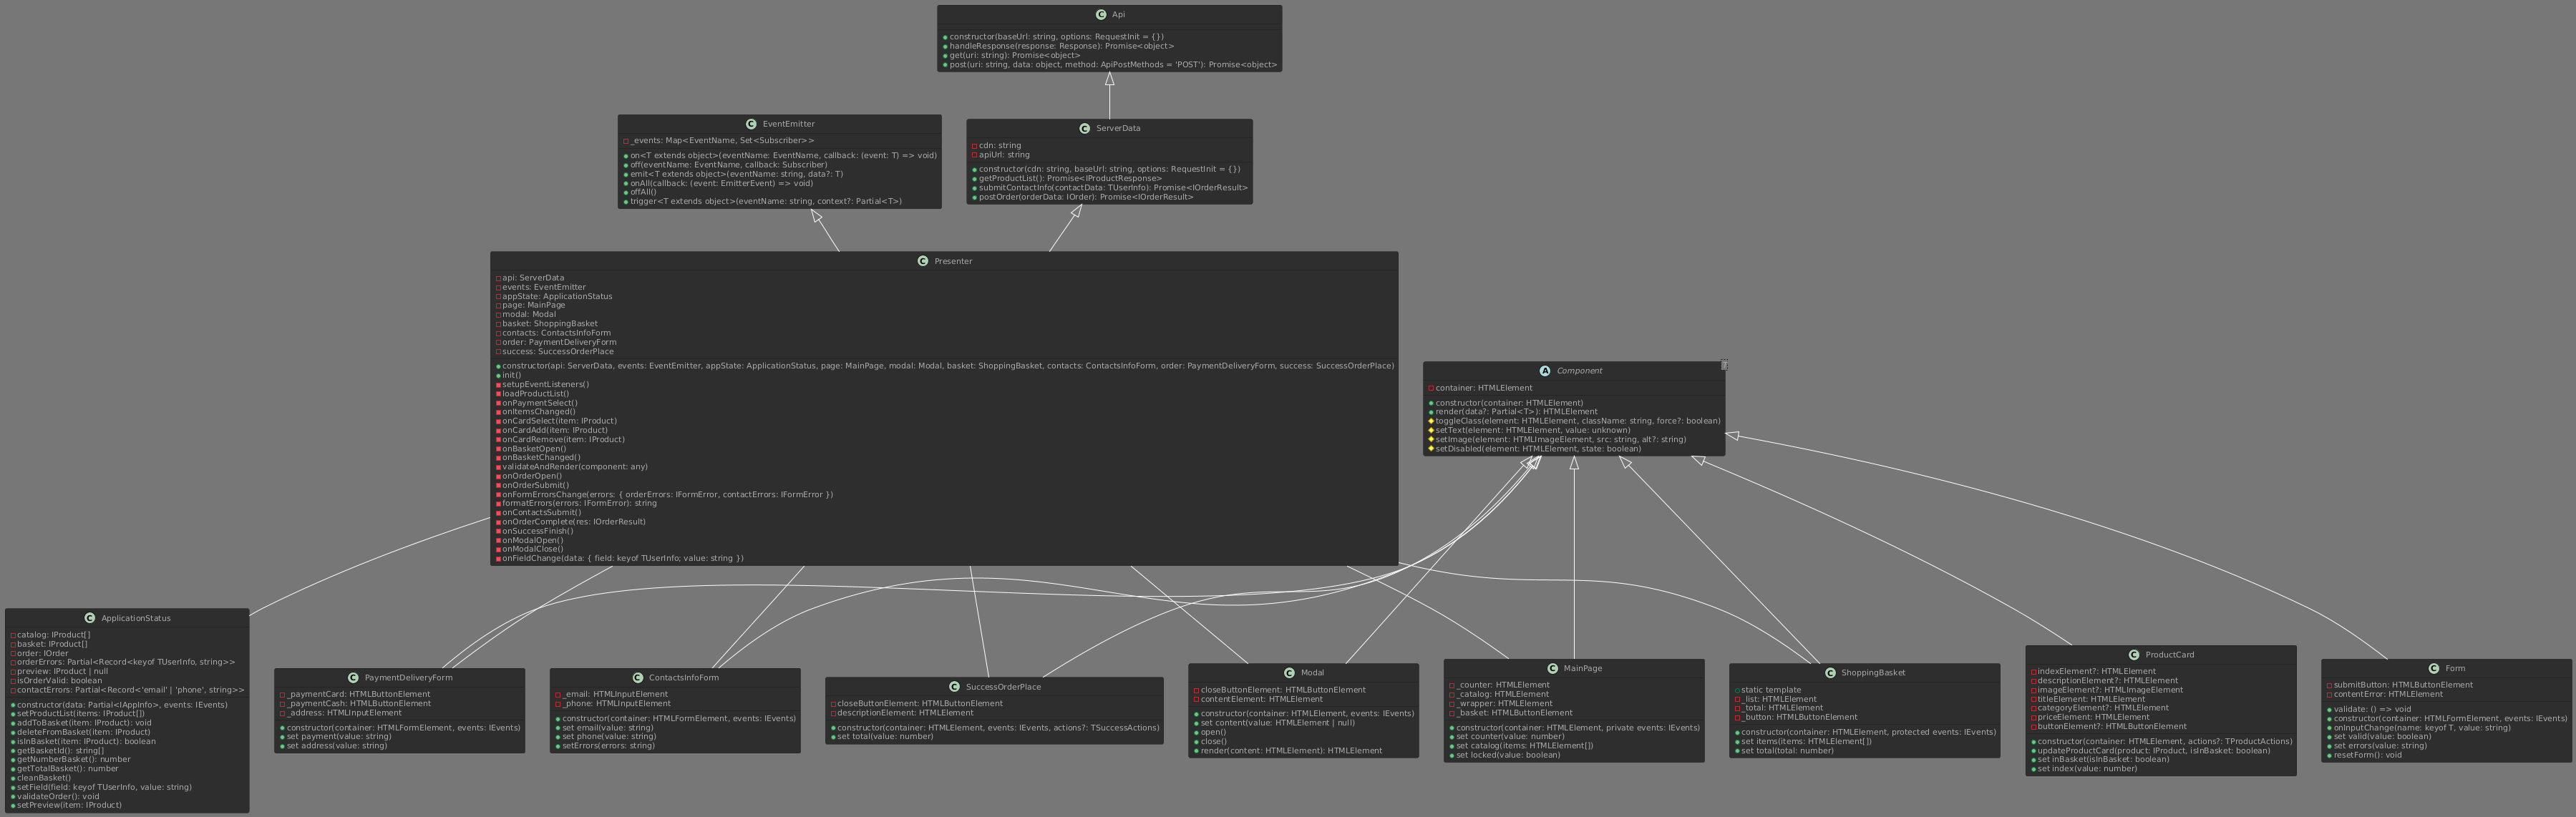 Api
constructor(baseUrl: string, options: RequestInit = {})
handleResponse(response: Response): Promise<object>
get(uri: string): Promise<object>
post(uri: string, data: object, method: ApiPostMethods = 'POST'): Promise<object>
EventEmitter
_events: Map<EventName, Set<Subscriber>>
on<T extends object>(eventName: EventName, callback: (event: T) => void)
off(eventName: EventName, callback: Subscriber)
emit<T extends object>(eventName: string, data?: T)
onAll(callback: (event: EmitterEvent) => void)
offAll()
trigger<T extends object>(eventName: string, context?: Partial<T>)
ServerData
cdn: string
apiUrl: string
constructor(cdn: string, baseUrl: string, options: RequestInit = {})
getProductList(): Promise<IProductResponse>
submitContactInfo(contactData: TUserInfo): Promise<IOrderResult>
postOrder(orderData: IOrder): Promise<IOrderResult>
Presenter
api: ServerData
events: EventEmitter
appState: ApplicationStatus
page: MainPage
modal: Modal
basket: ShoppingBasket
contacts: ContactsInfoForm
order: PaymentDeliveryForm
success: SuccessOrderPlace
constructor(api: ServerData, events: EventEmitter, appState: ApplicationStatus, page: MainPage, modal: Modal, basket: ShoppingBasket, contacts: ContactsInfoForm, order: PaymentDeliveryForm, success: SuccessOrderPlace)
init()
setupEventListeners()
loadProductList()
onPaymentSelect()
onItemsChanged()
onCardSelect(item: IProduct)
onCardAdd(item: IProduct)
onCardRemove(item: IProduct)
onBasketOpen()
onBasketChanged()
validateAndRender(component: any)
onOrderOpen()
onOrderSubmit()
onFormErrorsChange(errors: { orderErrors: IFormError, contactErrors: IFormError })
formatErrors(errors: IFormError): string
onContactsSubmit()
onOrderComplete(res: IOrderResult)
onSuccessFinish()
onModalOpen()
onModalClose()
onFieldChange(data: { field: keyof TUserInfo; value: string })
Component
container: HTMLElement
constructor(container: HTMLElement)
render(data?: Partial<T>): HTMLElement
toggleClass(element: HTMLElement, className: string, force?: boolean)
setText(element: HTMLElement, value: unknown)
setImage(element: HTMLImageElement, src: string, alt?: string)
setDisabled(element: HTMLElement, state: boolean)
ApplicationStatus
catalog: IProduct[]
basket: IProduct[]
order: IOrder
orderErrors: Partial<Record<keyof TUserInfo, string>>
preview: IProduct | null
isOrderValid: boolean
contactErrors: Partial<Record<'email' | 'phone', string>>
constructor(data: Partial<IAppInfo>, events: IEvents)
setProductList(items: IProduct[])
addToBasket(item: IProduct): void
deleteFromBasket(item: IProduct)
isInBasket(item: IProduct): boolean
getBasketId(): string[]
getNumberBasket(): number
getTotalBasket(): number
cleanBasket()
setField(field: keyof TUserInfo, value: string)
validateOrder(): void
setPreview(item: IProduct)
PaymentDeliveryForm
_paymentCard: HTMLButtonElement
_paymentCash: HTMLButtonElement
_address: HTMLInputElement
constructor(container: HTMLFormElement, events: IEvents)
set payment(value: string)
set address(value: string)
ContactsInfoForm
_email: HTMLInputElement
_phone: HTMLInputElement
constructor(container: HTMLFormElement, events: IEvents)
set email(value: string)
set phone(value: string)
setErrors(errors: string)
SuccessOrderPlace
closeButtonElement: HTMLButtonElement
descriptionElement: HTMLElement
constructor(container: HTMLElement, events: IEvents, actions?: TSuccessActions)
set total(value: number)
Modal
closeButtonElement: HTMLButtonElement
contentElement: HTMLElement
constructor(container: HTMLElement, events: IEvents)
set content(value: HTMLElement | null)
open()
close()
render(content: HTMLElement): HTMLElement
MainPage
_counter: HTMLElement
_catalog: HTMLElement
_wrapper: HTMLElement
_basket: HTMLButtonElement
constructor(container: HTMLElement, private events: IEvents)
set counter(value: number)
set catalog(items: HTMLElement[])
set locked(value: boolean)
ShoppingBasket
static template
_list: HTMLElement
_total: HTMLElement
_button: HTMLButtonElement
constructor(container: HTMLElement, protected events: IEvents)
set items(items: HTMLElement[])
set total(total: number)
ProductCard
indexElement?: HTMLElement
descriptionElement?: HTMLElement
imageElement?: HTMLImageElement
titleElement: HTMLElement
categoryElement?: HTMLElement
priceElement: HTMLElement
buttonElement?: HTMLButtonElement
constructor(container: HTMLElement, actions?: TProductActions)
updateProductCard(product: IProduct, isInBasket: boolean)
set inBasket(isInBasket: boolean)
set index(value: number)
Form
submitButton: HTMLButtonElement
contentError: HTMLElement
validate: () => void
constructor(container: HTMLFormElement, events: IEvents)
onInputChange(name: keyof T, value: string)
set valid(value: boolean)
set errors(value: string)
resetForm(): void